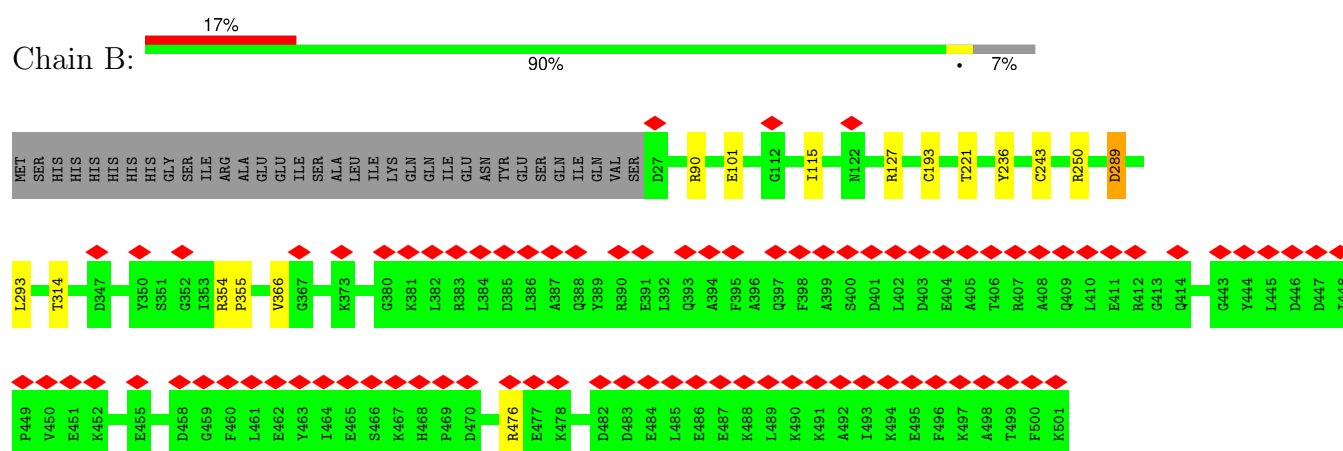 17%
Chain B:
90% • 7%
MET SER HIS HIS HIS HIS HIS HIS GLY SER ILE ARG ALA GLU GLU ILE SER ALA LEU ILE LYS GLN GLN ILE GLU ASN TYR GLU SER GLN ILE GLN VAL SER D27 R90 E101 G112 I115 N122 R127 C193 T221 Y236 C243 R250 D289
L293 T314 D347 Y350 S351 G352 I353 R354 P355 V366 G367 K373 G380 K381 L382 R383 L384 D385 L386 A387 Q388 Y389 R390 E391 L392 Q393 A394 F395 A396 Q397 F398 A399 S400 D401 L402 D403 E404 A405 T406 R407 A408 Q409 L410 E411 R412 G413 Q414 G443 Y444 L445 D446 D447
P449 V450 E451 K452 E455 D458 G459 F460 L461 E462 Y463 I464 E465 S466 K467 H468 P469 D470 R476 E477 K478 D482 D483 E484 L485 E486 E487 K488 L489 K490 K491 A492 I493 K494 E495 F496 K497 A498 T499 F500 K501